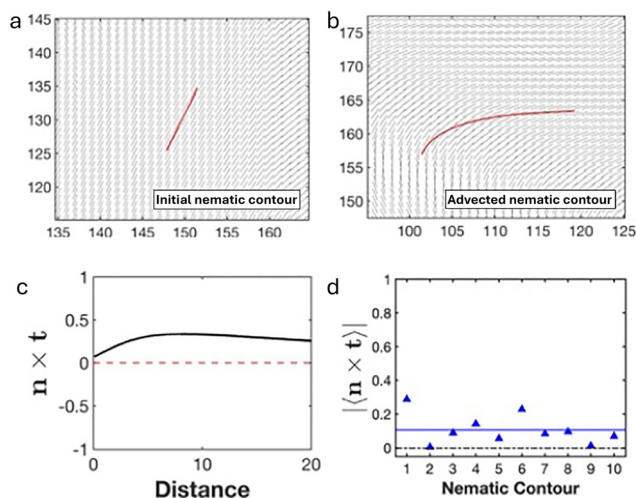 a
145
140
135
130
125
120
135 140 145 150 155 160
Initial nematic contour
b
175
170
165
160
155
150
100 105 110 115 120 125
Advected nematic contour
c
1
0.5
0
-0.5
-1
n × t
0 10 20
Distance
d
1
0.8
0.6
0.4
0.2
0
|⟨n × t⟩|
1 2 3 4 5 6 7 8 9 10
Nematic Contour